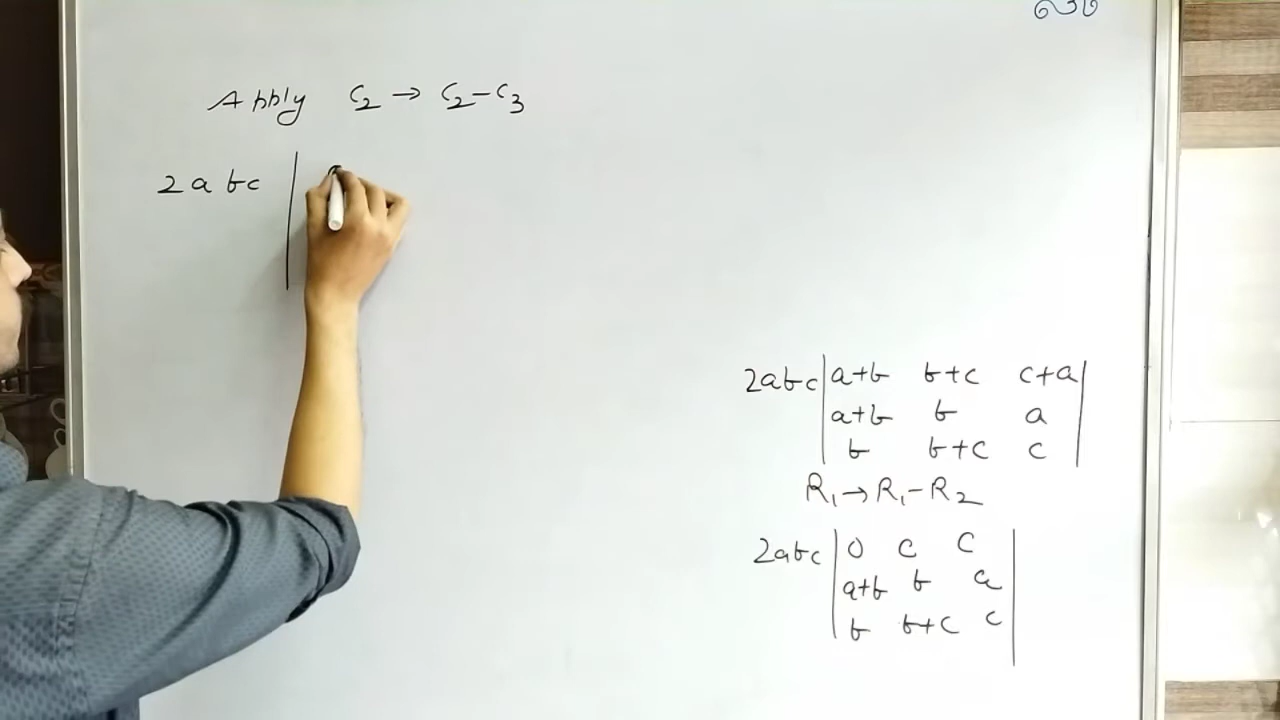 Apply C₂ → C₂ - C₃
2abc |
2abc | a+b b+c c+a |
| a+b b a |
| b b+c c |
R₁ → R₁ - R₂
2abc | 0 c c |
| a+b b a |
| b b+c c |